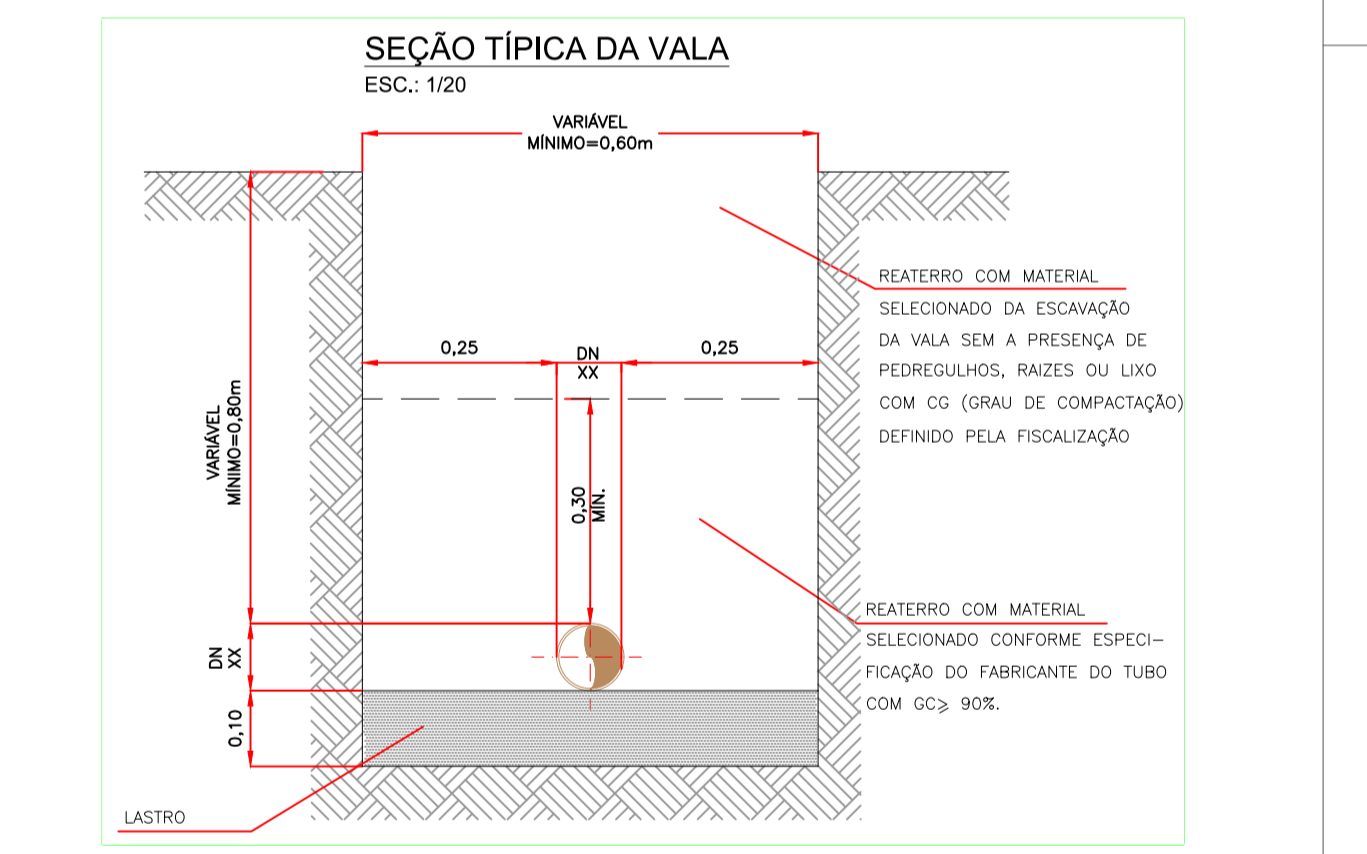 SEÇÃO TÍPICA DA VALA
ESC.: 1/20
VARIÁVEL
MÍNIMO=0,60m
REATERRO COM MATERIAL
SELECIONADO DA ESCAVAÇÃO
DA VALA SEM A PRESENÇA DE
PEDREGULHOS, RAIZES OU LIXO
COM CG (GRAU DE COMPACTAÇÃO)
DEFINIDO PELA FISCALIZAÇÃO
0,25
DN
XX
0,25
VARIÁVEL
MÍNIMO=0,80m
0,30
MÍN.
REATERRO COM MATERIAL
SELECIONADO CONFORME ESPECI-
FICAÇÃO DO FABRICANTE DO TUBO
COM GC⩾ 90%.
DN
XX
0,10
LASTRO